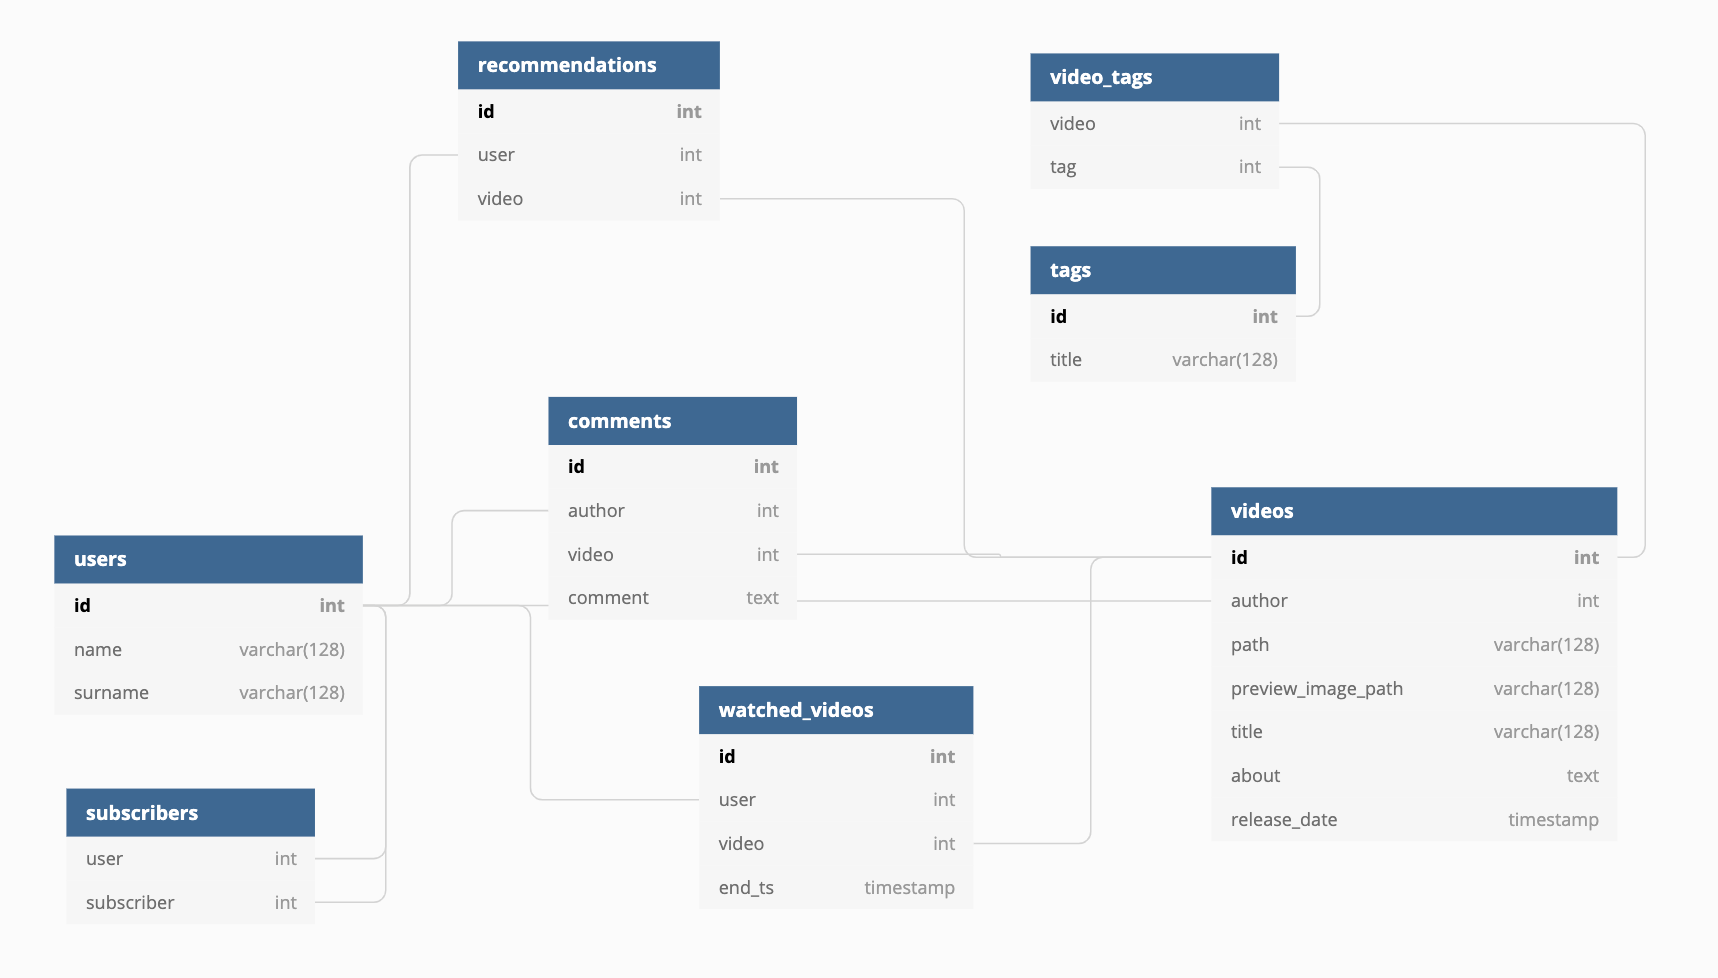 recommendations
id int
user int
video int
video_tags
video int
tag int
tags
id int
title varchar(128)
comments
id int
author int
video int
comment text
users
id int
name varchar(128)
surname varchar(128)
videos
id int
author int
path varchar(128)
preview_image_path varchar(128)
title varchar(128)
about text
release_date timestamp
watched_videos
id int
user int
video int
end_ts timestamp
subscribers
user int
subscriber int